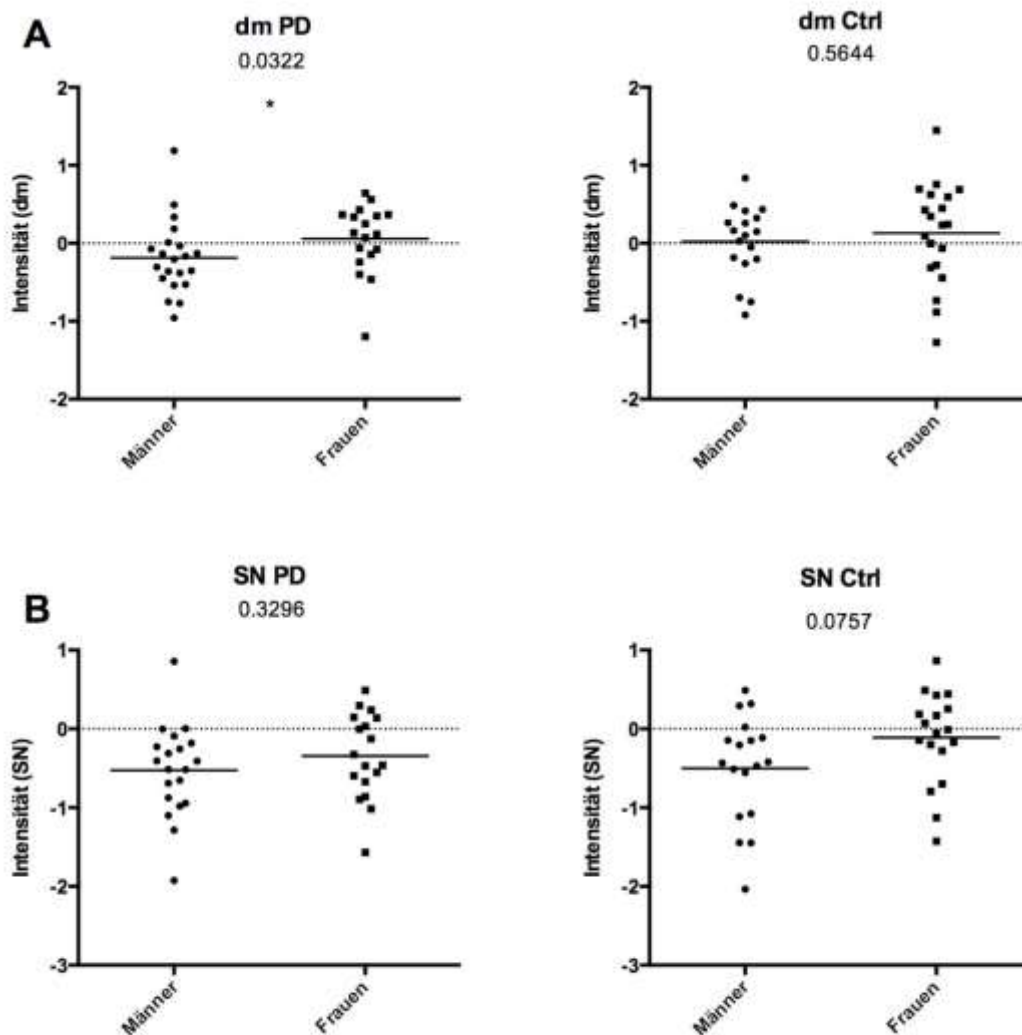 A
dm PD
0.0322
*
Intensität (dm)
2
1
0
-1
-2
Männer
Frauen
dm Ctrl
0.5644
Intensität (dm)
2
1
0
-1
-2
Männer
Frauen
B
SN PD
0.3296
Intensität (SN)
1
0
-1
-2
-3
Männer
Frauen
SN Ctrl
0.0757
Intensität (SN)
1
0
-1
-2
-3
Männer
Frauen